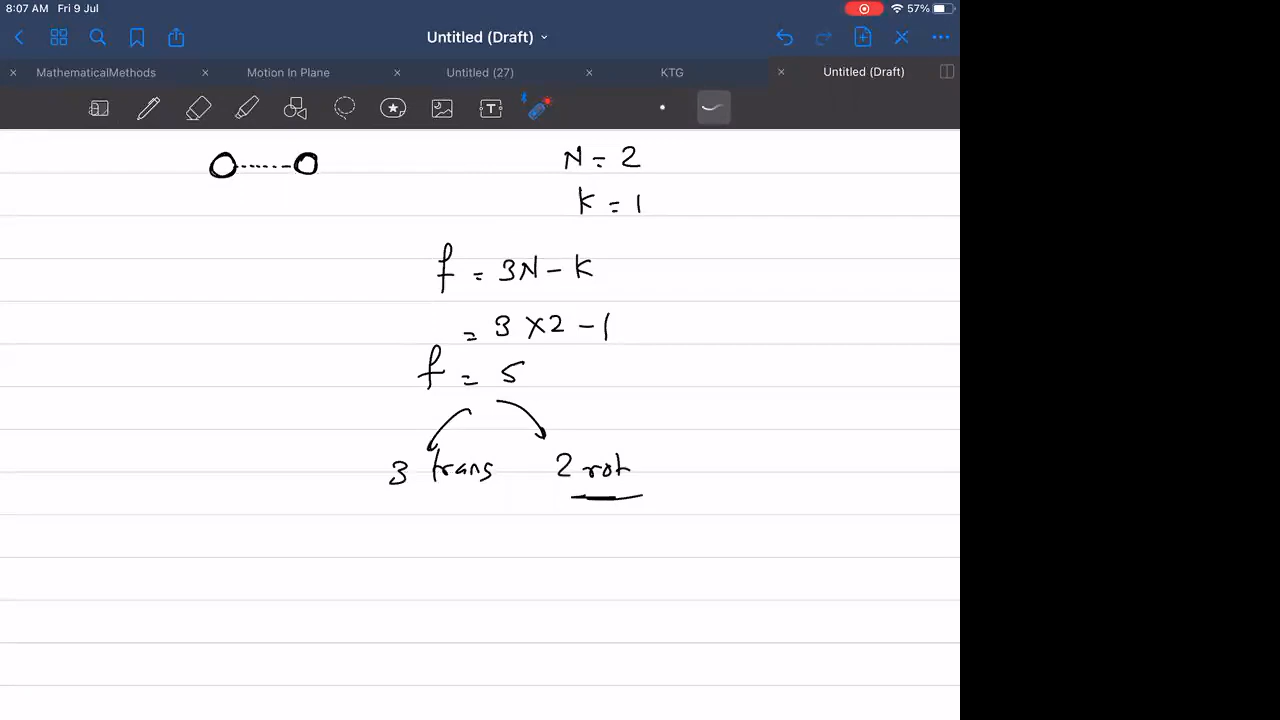 8:07 AM Fri 9 Jul 57%
Untitled (Draft)
MathematicalMethods Motion In Plane Untitled (27) KTG Untitled (Draft)
N = 2
K = 1
f = 3N - K
= 3 × 2 - 1
f = 5
3 trans 2 rot